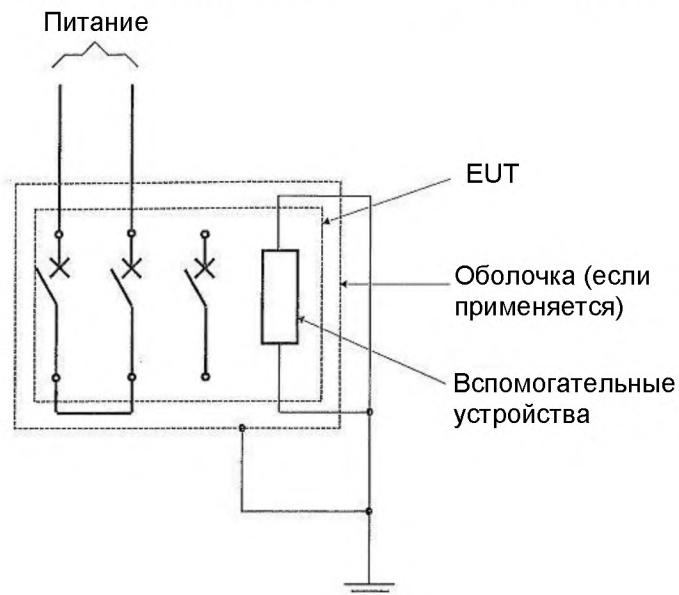 Питание
EUT
Оболочка (если
применяется)
Вспомогательные
устройства